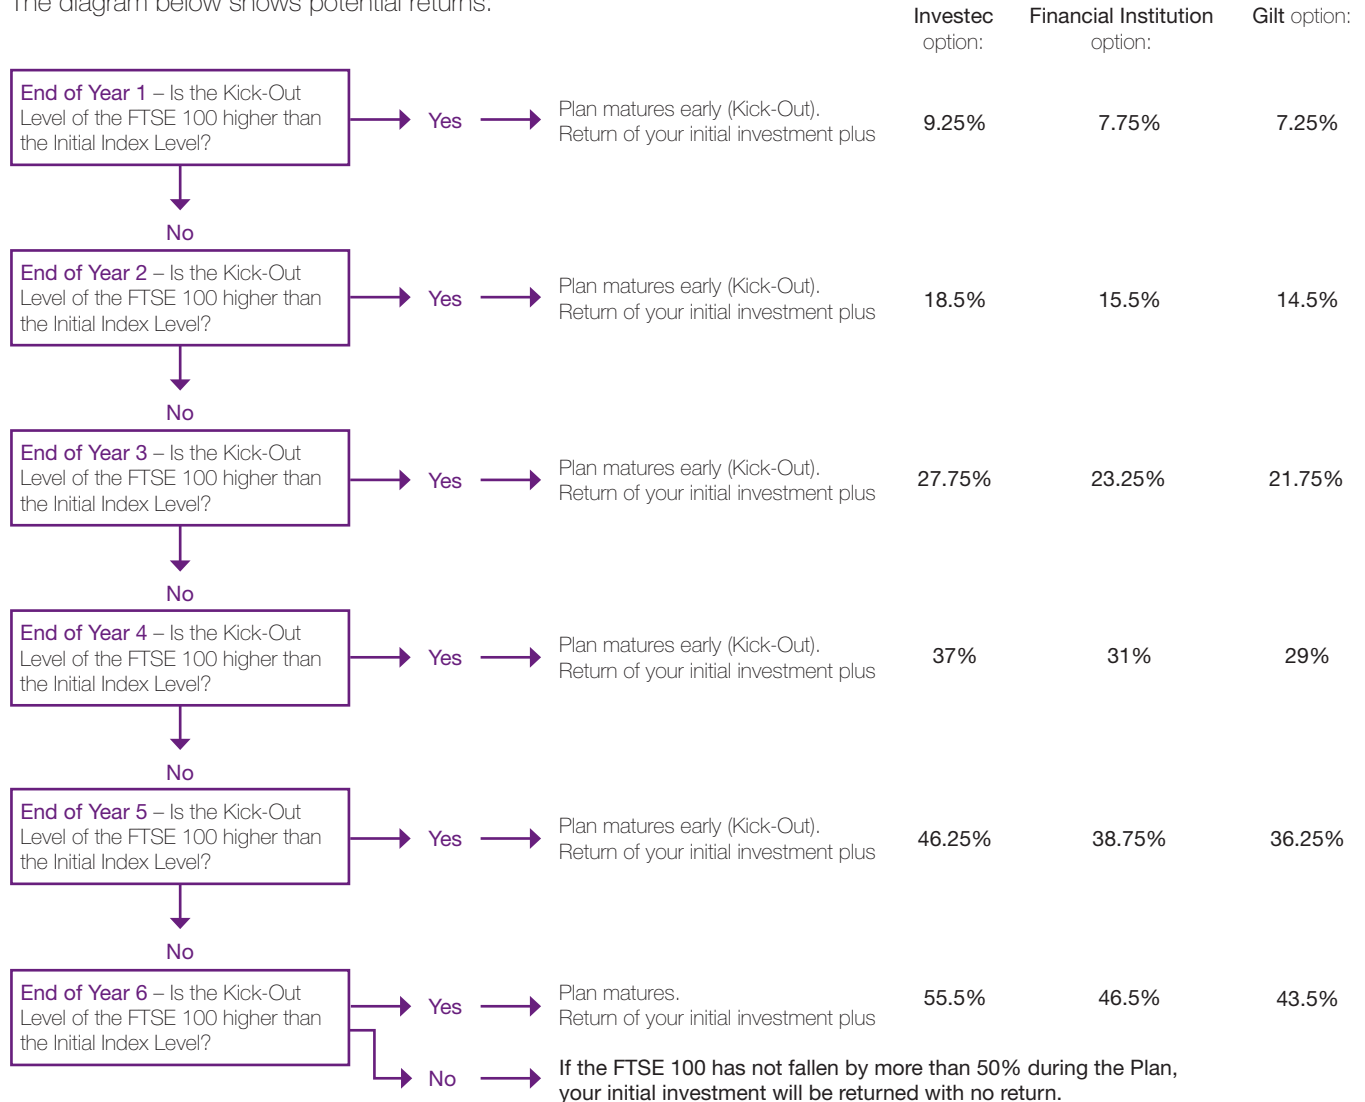 The diagram below shows potential returns.
Investec option:
Financial Institution option:
Gilt option:
End of Year 1 – Is the Kick-Out
Level of the FTSE 100 higher than
the Initial Index Level?
Yes
Plan matures early (Kick-Out).
Return of your initial investment plus
9.25%
7.75%
7.25%
No
End of Year 2 – Is the Kick-Out
Level of the FTSE 100 higher than
the Initial Index Level?
Yes
Plan matures early (Kick-Out).
Return of your initial investment plus
18.5%
15.5%
14.5%
No
End of Year 3 – Is the Kick-Out
Level of the FTSE 100 higher than
the Initial Index Level?
Yes
Plan matures early (Kick-Out).
Return of your initial investment plus
27.75%
23.25%
21.75%
No
End of Year 4 – Is the Kick-Out
Level of the FTSE 100 higher than
the Initial Index Level?
Yes
Plan matures early (Kick-Out).
Return of your initial investment plus
37%
31%
29%
No
End of Year 5 – Is the Kick-Out
Level of the FTSE 100 higher than
the Initial Index Level?
Yes
Plan matures early (Kick-Out).
Return of your initial investment plus
46.25%
38.75%
36.25%
No
End of Year 6 – Is the Kick-Out
Level of the FTSE 100 higher than
the Initial Index Level?
Yes
Plan matures.
Return of your initial investment plus
55.5%
46.5%
43.5%
No
If the FTSE 100 has not fallen by more than 50% during the Plan,
your initial investment will be returned with no return.